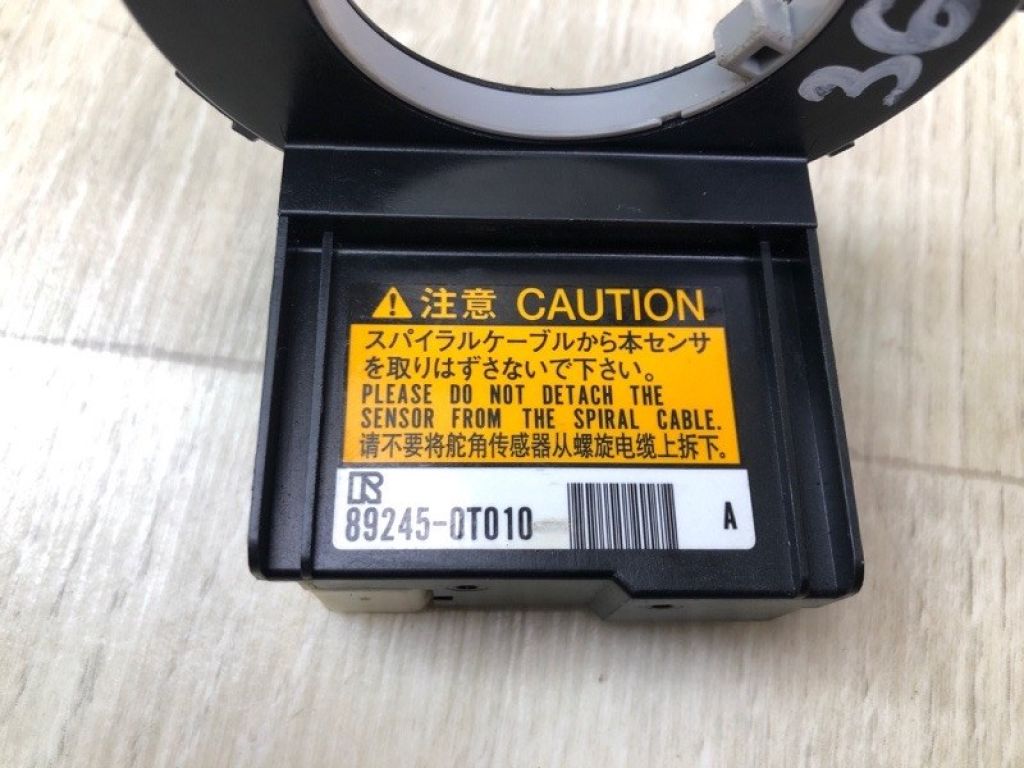 36
注意 CAUTION
スパイラルケーブルから本センサ
を取りはずさないで下さい。
PLEASE DO NOT DETACH THE
SENSOR FROM THE SPIRAL CABLE.
请不要将舵角传感器从螺旋电缆上拆下。
89245-0T010
A